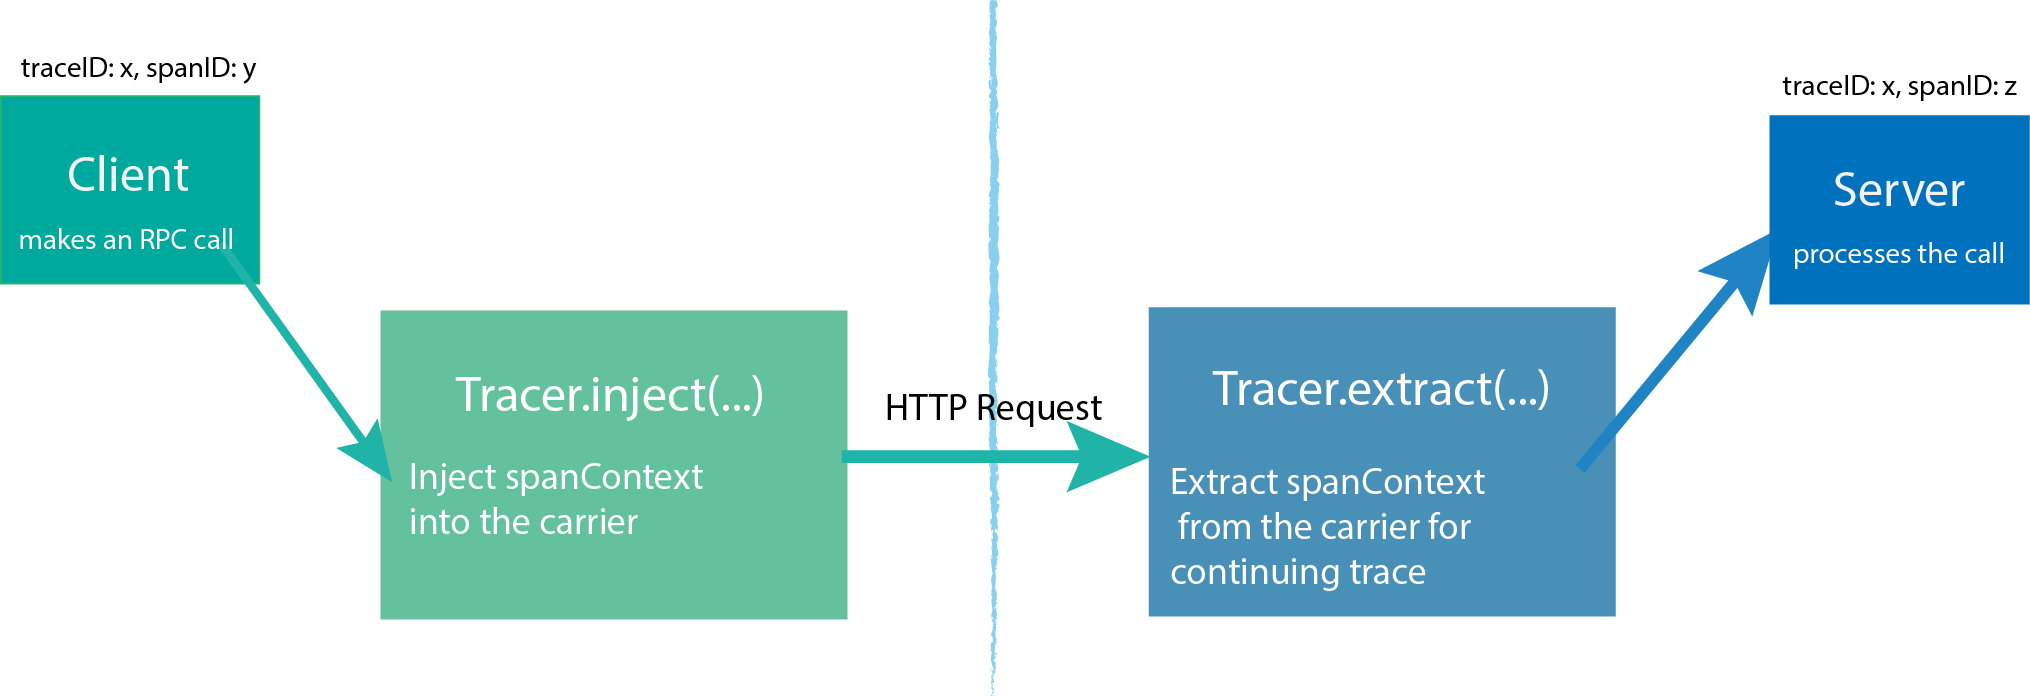 traceID: x, spanID: y
Client
makes an RPC call
Tracer.inject(...)
Inject spanContext
into the carrier
HTTP Request
Tracer.extract(...)
Extract spanContext
from the carrier for
continuing trace
traceID: x, spanID: z
Server
processes the call